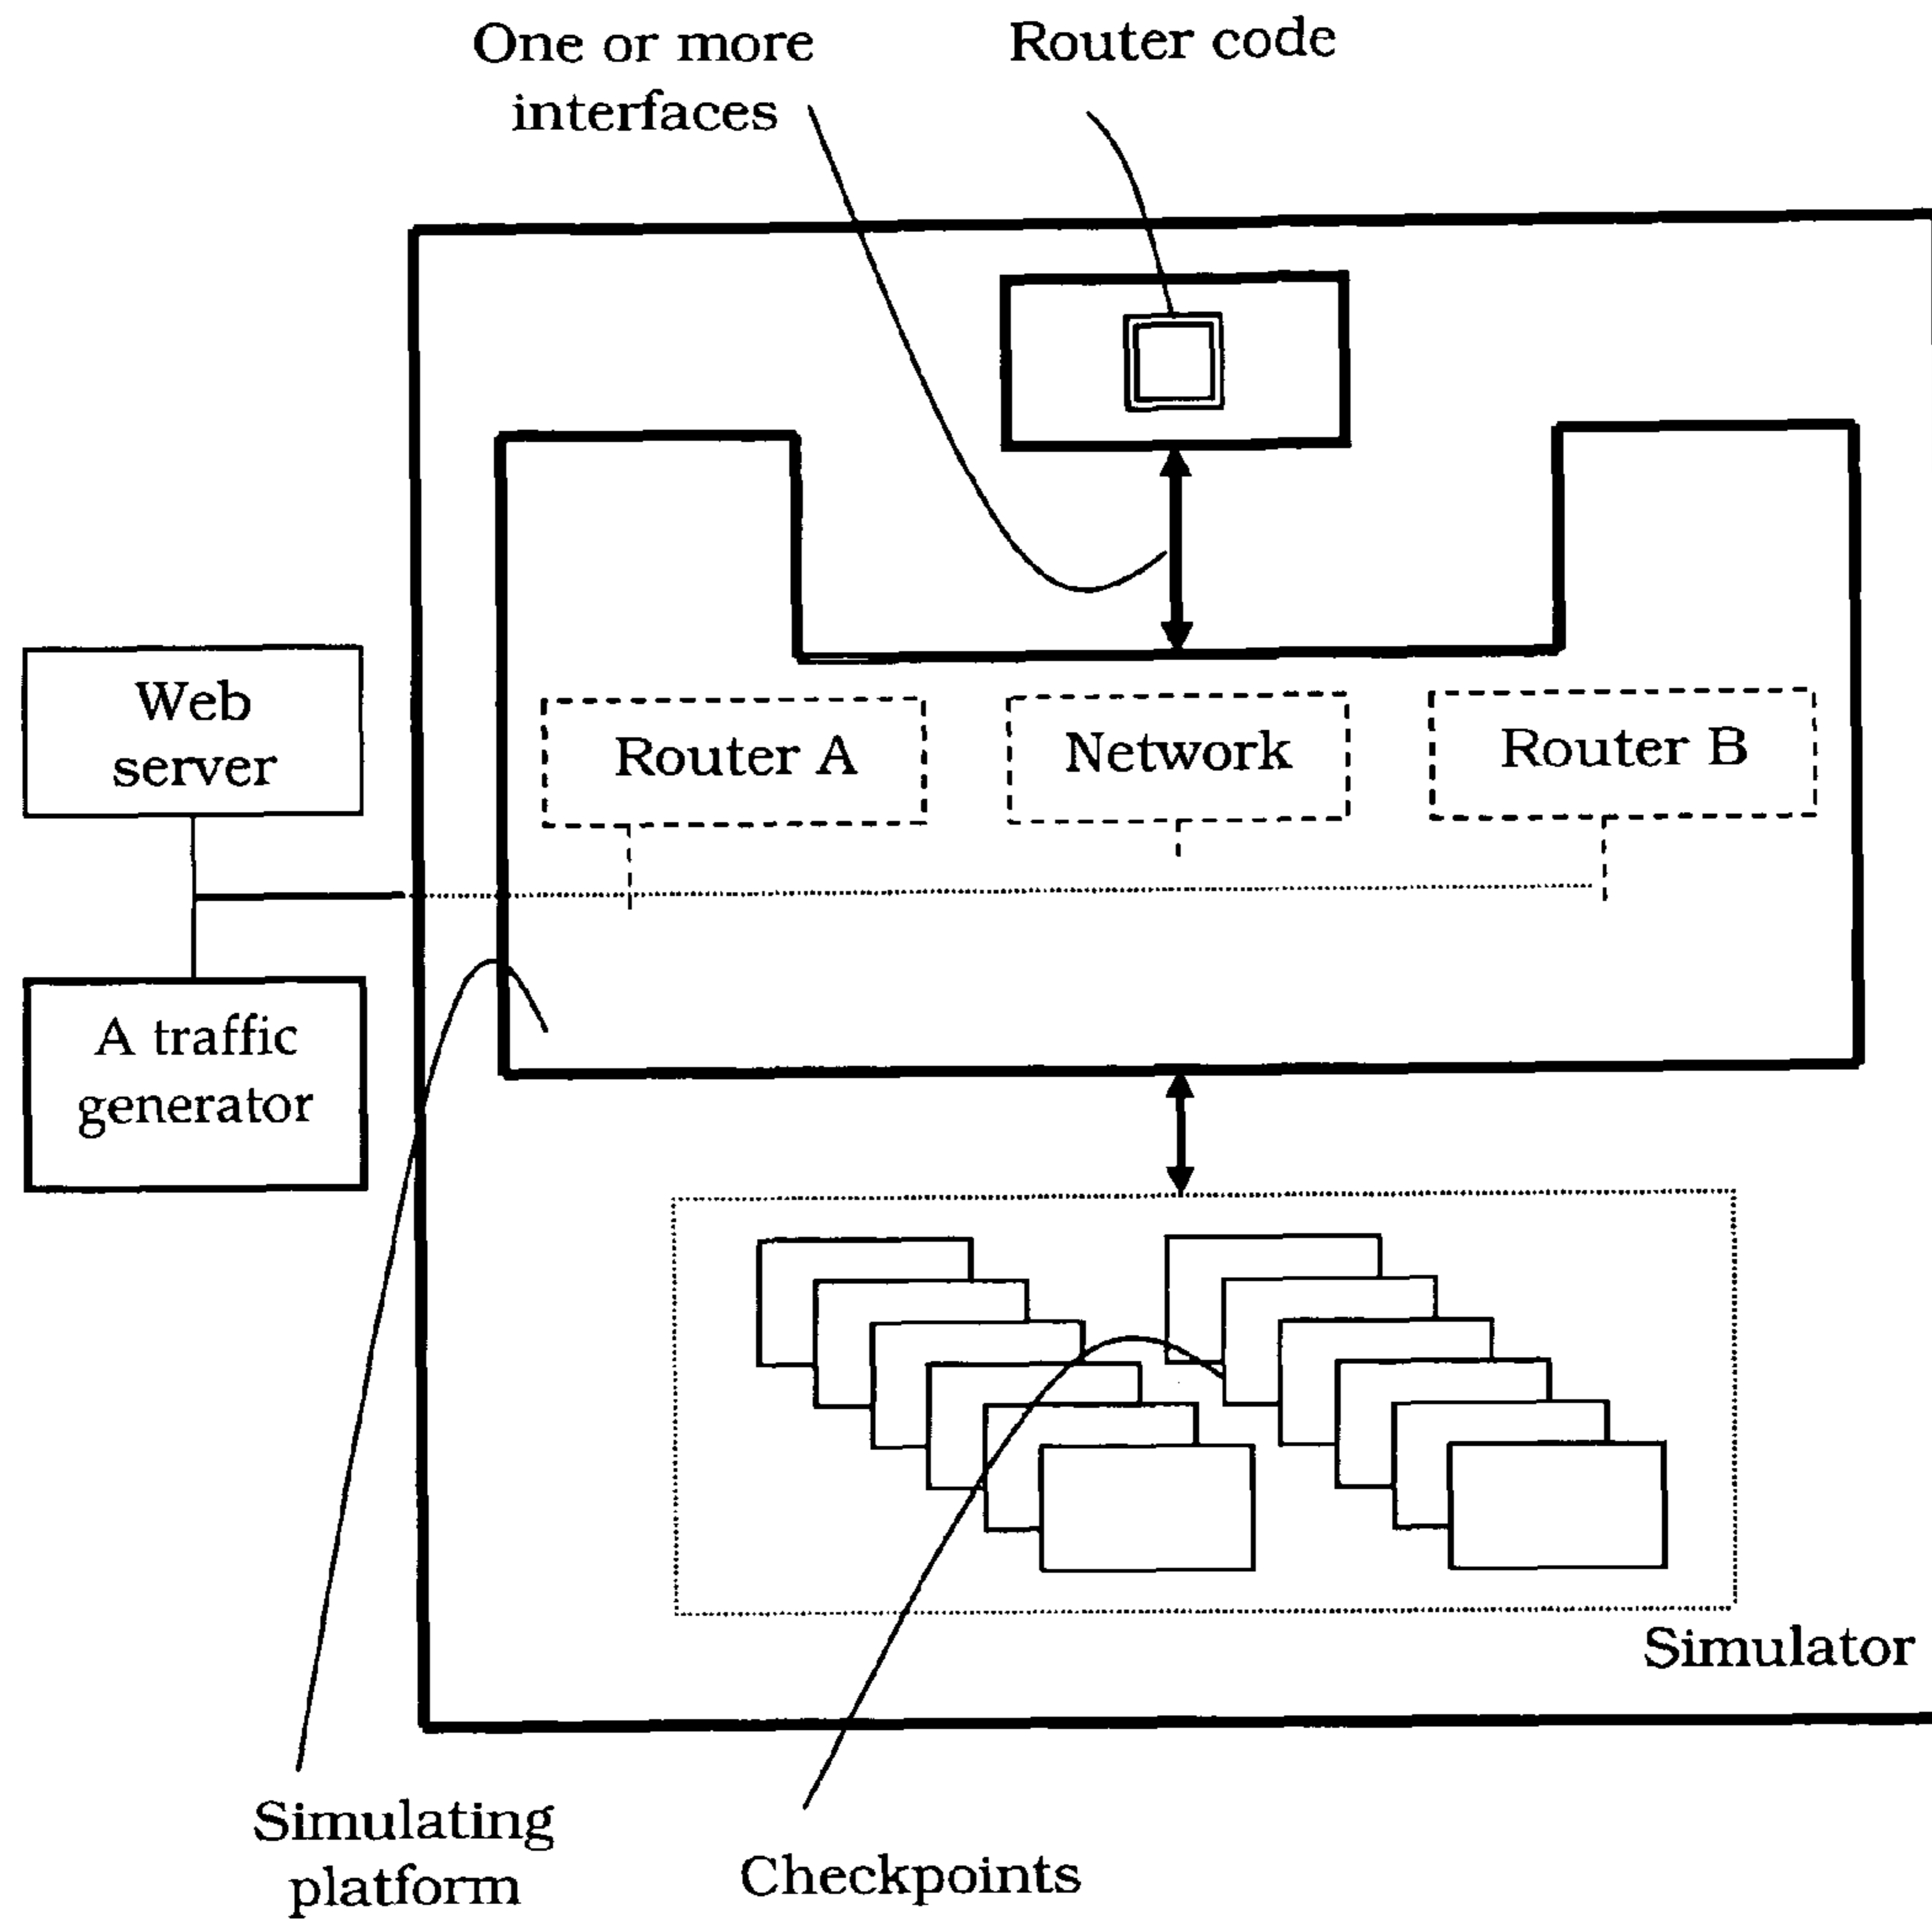 One or more
interfaces
Router code
Web
server
Router A
Network
Router B
A traffic
generator
Simulator
Simulating
platform
Checkpoints